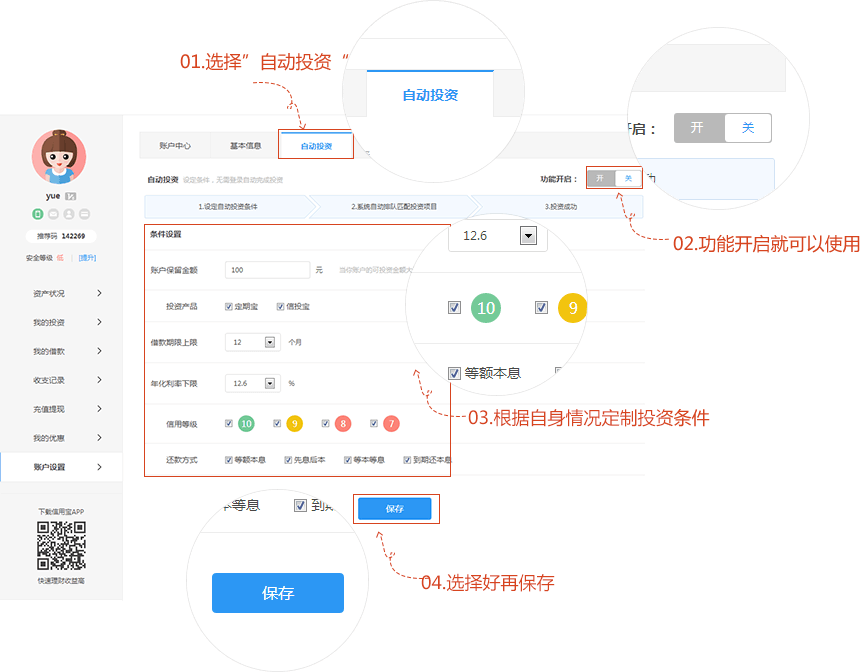 01.选择”自动投资“
自动投资
开启：
开 关
账户中心 基本信息 自动投资
yue
推荐码 142269
安全等级 低 | [提升]
自动投资 设定条件，无需登录自动完成投资
功能开启： 开 关
02.功能开启就可以使用
1.设定自动投资条件 2.系统自动排队匹配投资项目 3.投资成功
条件设置
账户保留金额 100 元 当你账户的可投资金额大
投资产品 定期宝 信投宝
借款期限上限 12 个月
年化利率下限 12.6 %
信用等级 10 9 8 7
还款方式 等额本息 先息后本 等本等息 到期还本息
12.6
10 9
等额本息
03.根据自身情况定制投资条件
资产状况
我的投资
我的借款
收支记录
充值提现
我的优惠
账户设置
下载信用宝APP
快速理财收益高
等息
保存
保存
04.选择好再保存